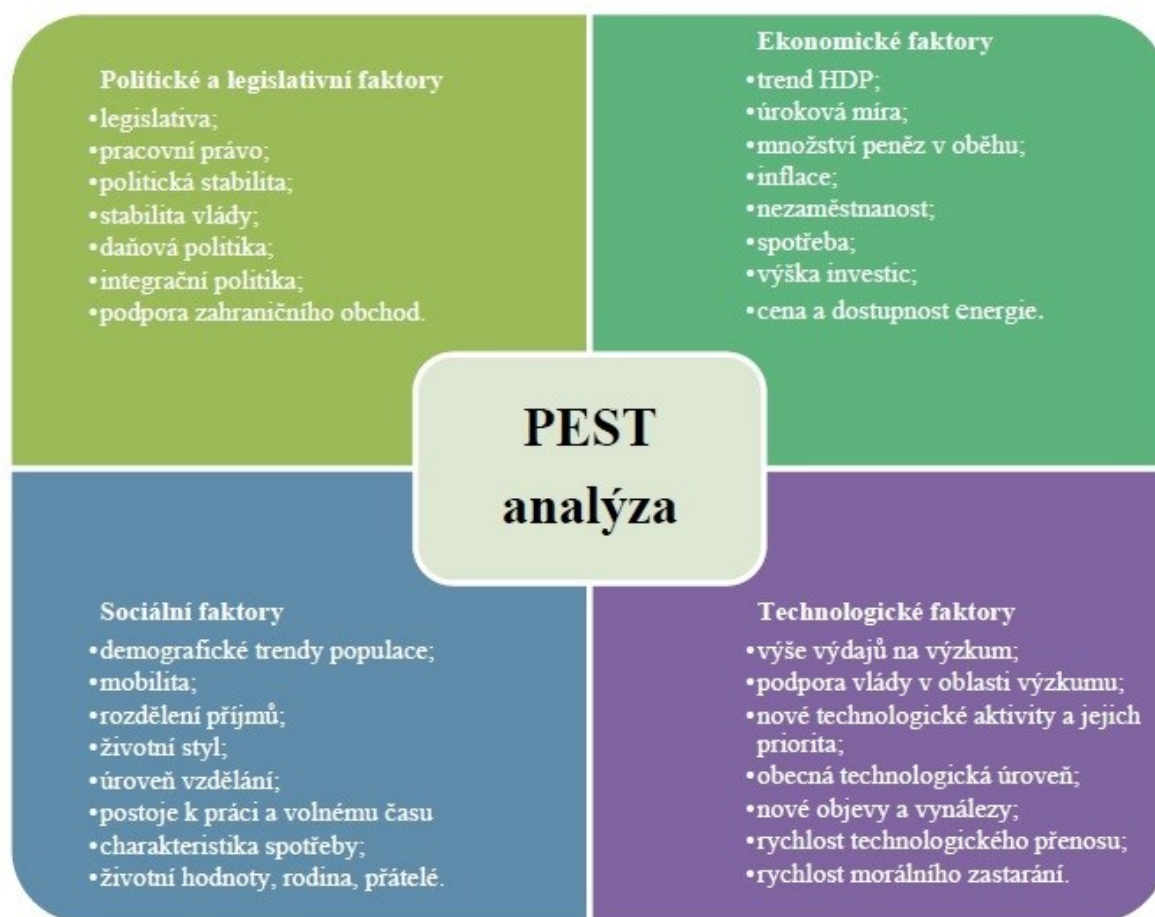 Politické a legislativní faktory
•legislativa;
•pracovní právo;
•politická stabilita;
•stabilita vlády;
•daňová politika;
•integrační politika;
•podpora zahraničního obchod.
Ekonomické faktory
•trend HDP;
•úroková míra;
•množství peněz v oběhu;
•inflace;
•nezaměstnanost;
•spotřeba;
•výška investic;
•cena a dostupnost energie.
PEST
analýza
Sociální faktory
•demografické trendy populace;
•mobilita;
•rozdělení příjmů;
•životní styl;
•úroveň vzdělání;
•postoje k práci a volnému času
•charakteristika spotřeby;
•životní hodnoty, rodina, přátelé.
Technologické faktory
•výše výdajů na výzkum;
•podpora vlády v oblasti výzkumu;
•nové technologické aktivity a jejich
priorita;
•obecná technologická úroveň;
•nové objevy a vynálezy;
•rychlost technologického přenosu;
•rychlost morálního zastarání.